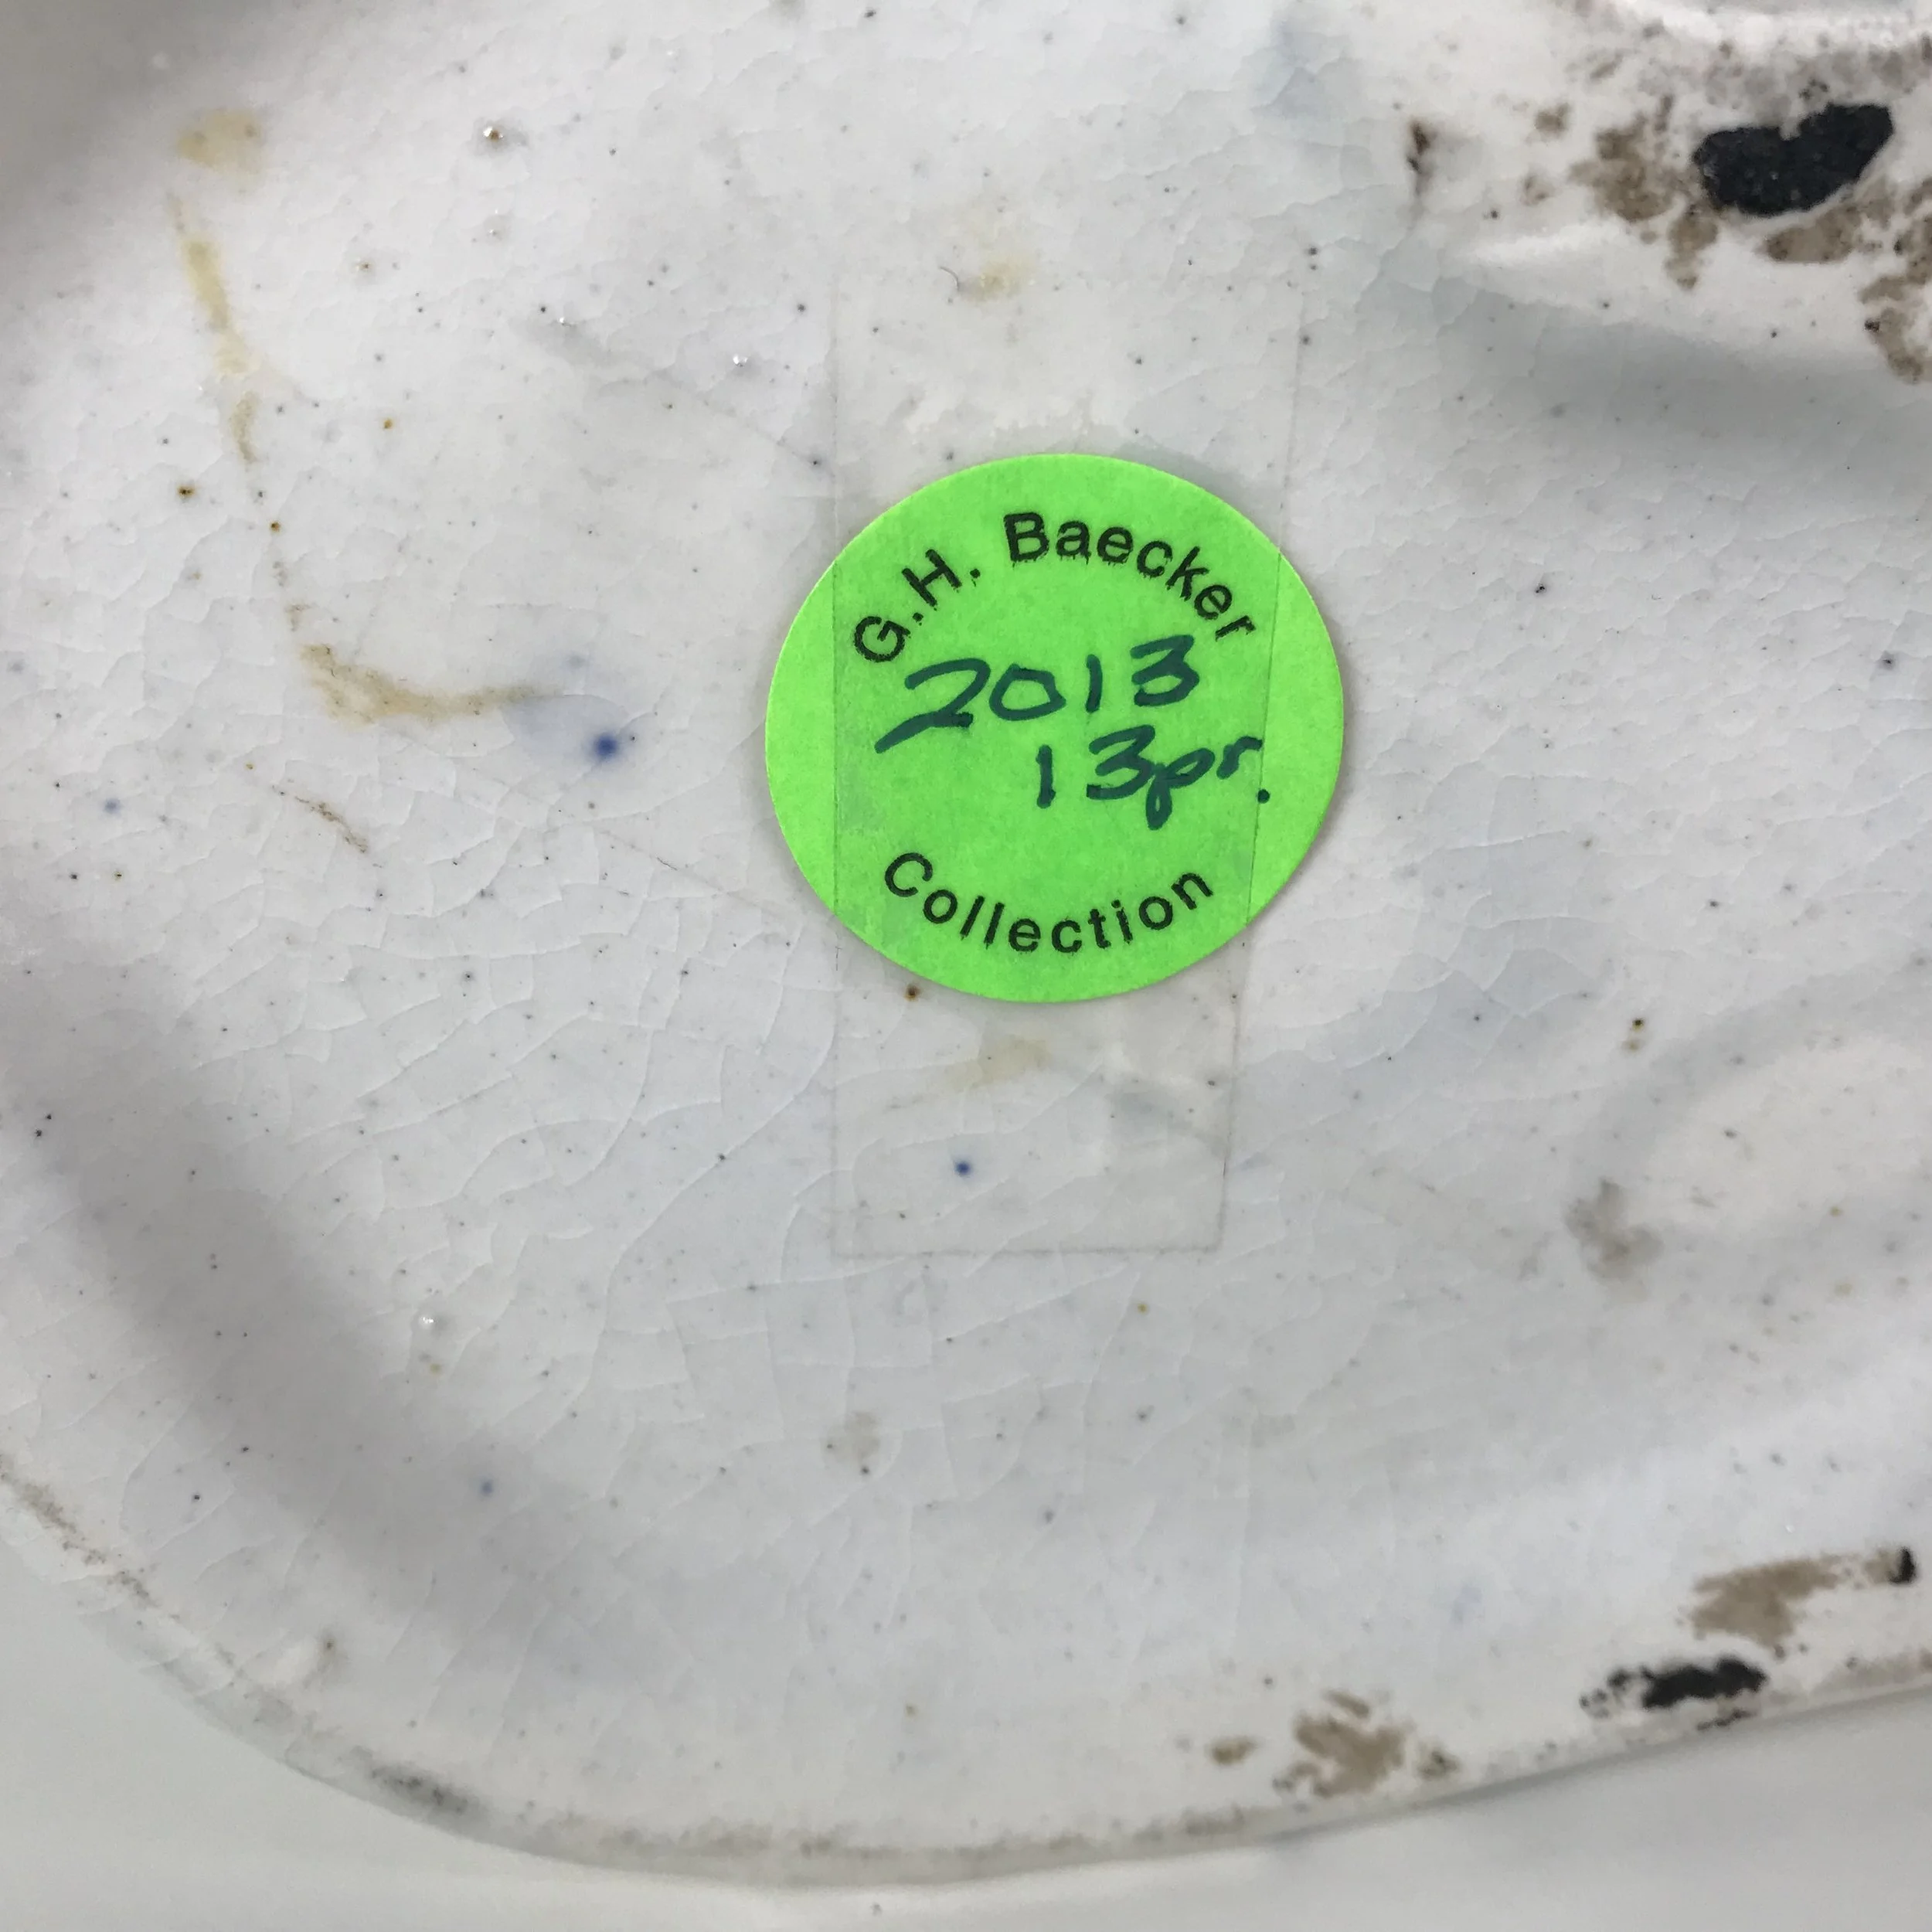 G.H. Baecker
2013
13pr.
Collection